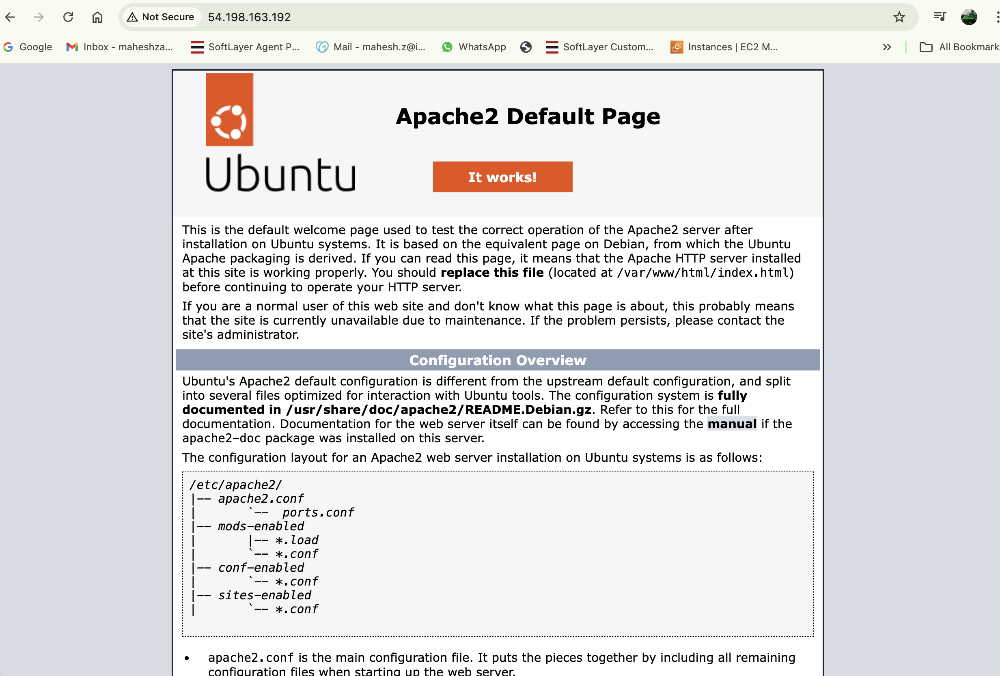 Not Secure 54.198.163.192
Google Inbox - maheshza... SoftLayer Agent P... Mail - mahesh.z@i... WhatsApp SoftLayer Custom... Instances | EC2 M... » All Bookmarks
Apache2 Default Page
Ubuntu
It works!
This is the default welcome page used to test the correct operation of the Apache2 server after
installation on Ubuntu systems. It is based on the equivalent page on Debian, from which the Ubuntu
Apache packaging is derived. If you can read this page, it means that the Apache HTTP server installed
at this site is working properly. You should replace this file (located at /var/www/html/index.html)
before continuing to operate your HTTP server.
If you are a normal user of this web site and don't know what this page is about, this probably means
that the site is currently unavailable due to maintenance. If the problem persists, please contact the
site's administrator.
Configuration Overview
Ubuntu's Apache2 default configuration is different from the upstream default configuration, and split
into several files optimized for interaction with Ubuntu tools. The configuration system is fully
documented in /usr/share/doc/apache2/README.Debian.gz. Refer to this for the full
documentation. Documentation for the web server itself can be found by accessing the manual if the
apache2-doc package was installed on this server.
The configuration layout for an Apache2 web server installation on Ubuntu systems is as follows:
/etc/apache2/
|-- apache2.conf
|       `--  ports.conf
|-- mods-enabled
|       |-- *.load
|       `-- *.conf
|-- conf-enabled
|       `-- *.conf
|-- sites-enabled
|       `-- *.conf
• apache2.conf is the main configuration file. It puts the pieces together by including all remaining
configuration files when starting up the web server.